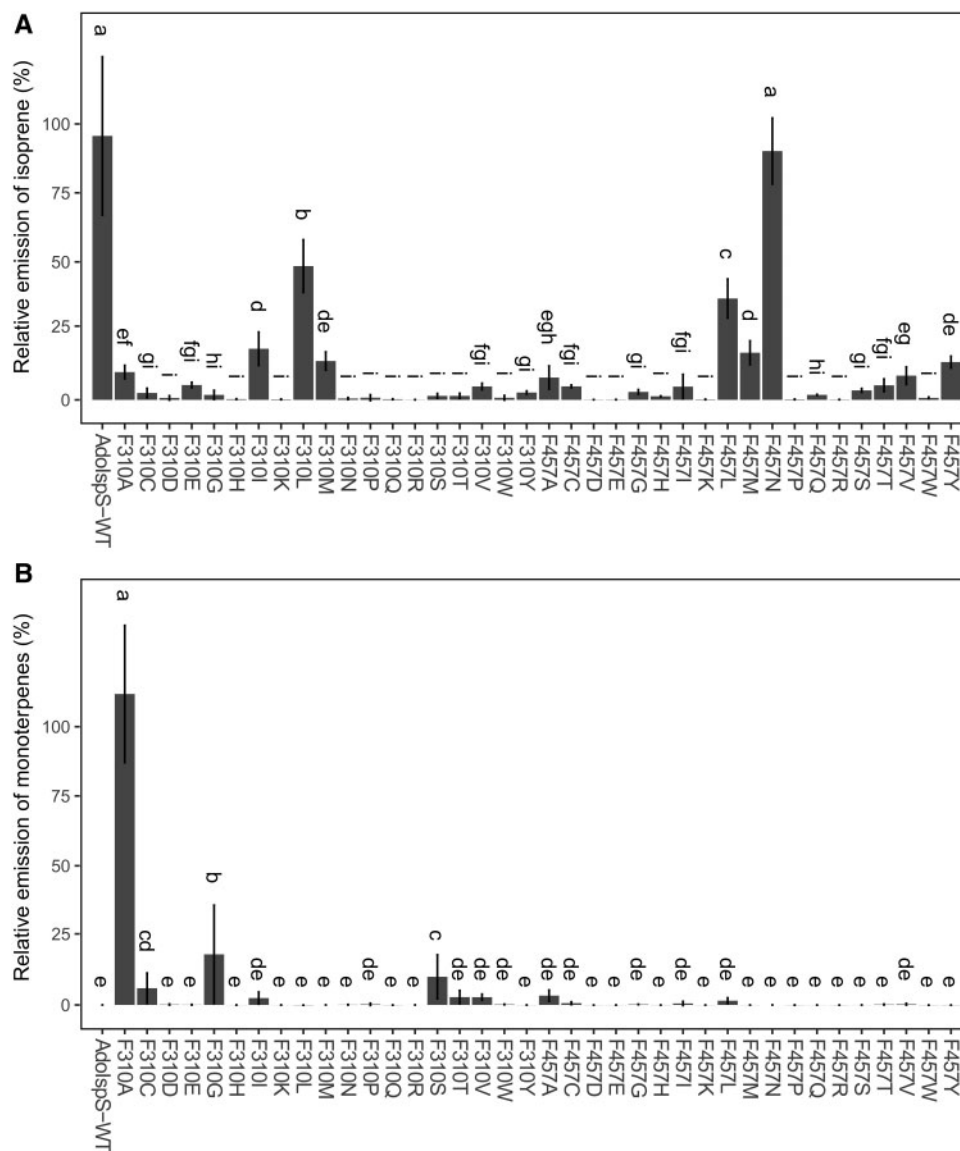 A
Relative emission of isoprene (%)
100
75
50
25
0
a ef gi i fgi hi i d i b de i i i i i i fgi i gi egh fgi i i gi i fgi i c d a i hi i gi fgi eg i de
AdoIspS−WT
F310A
F310C
F310D
F310E
F310G
F310H
F310I
F310K
F310L
F310M
F310N
F310P
F310Q
F310R
F310S
F310T
F310V
F310W
F310Y
F457A
F457C
F457D
F457E
F457G
F457H
F457I
F457K
F457L
F457M
F457N
F457P
F457Q
F457R
F457S
F457T
F457V
F457W
F457Y
B
Relative emission of monoterpenes (%)
100
75
50
25
0
e a cd e e b e de e e e e de e e c de de de e de de e e de e de e de e e e e e e e de e e
AdoIspS−WT
F310A
F310C
F310D
F310E
F310G
F310H
F310I
F310K
F310L
F310M
F310N
F310P
F310Q
F310R
F310S
F310T
F310V
F310W
F310Y
F457A
F457C
F457D
F457E
F457G
F457H
F457I
F457K
F457L
F457M
F457N
F457P
F457Q
F457R
F457S
F457T
F457V
F457W
F457Y